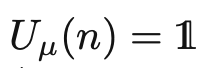 U_μ(n) = 𝟙